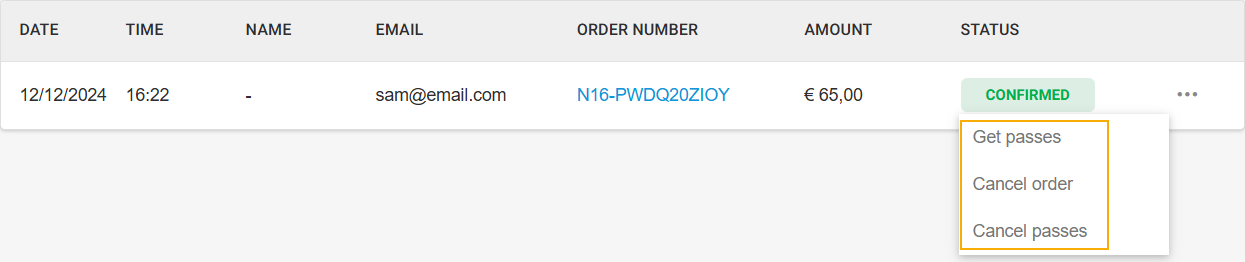 DATE TIME NAME EMAIL ORDER NUMBER AMOUNT STATUS
12/12/2024 16:22 - sam@email.com N16-PWDQ20ZIOY € 65,00 CONFIRMED
Get passes
Cancel order
Cancel passes